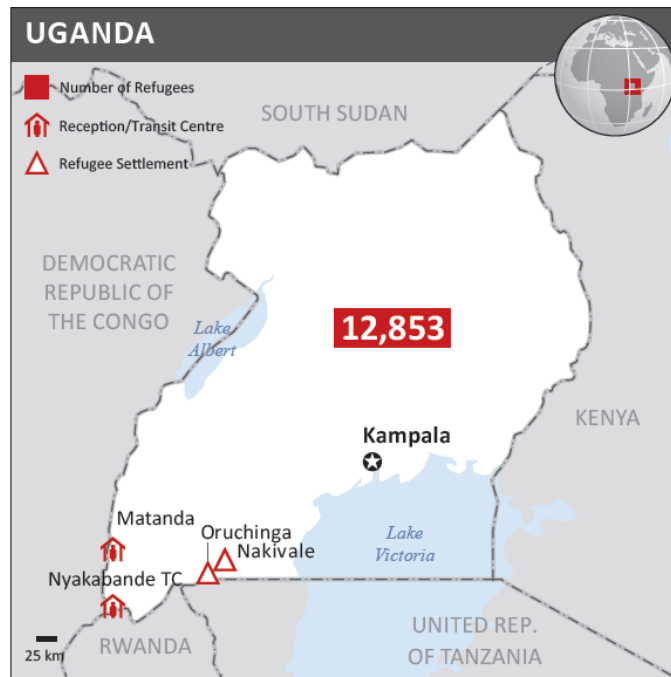 UGANDA
Number of Refugees
Reception/Transit Centre
Refugee Settlement
SOUTH SUDAN
DEMOCRATIC
REPUBLIC OF
THE CONGO
Lake
Albert
12,853
KENYA
Kampala
Matanda
Oruchinga
Nakivale
Lake
Victoria
Nyakabande TC
RWANDA
UNITED REP.
OF TANZANIA
25 km